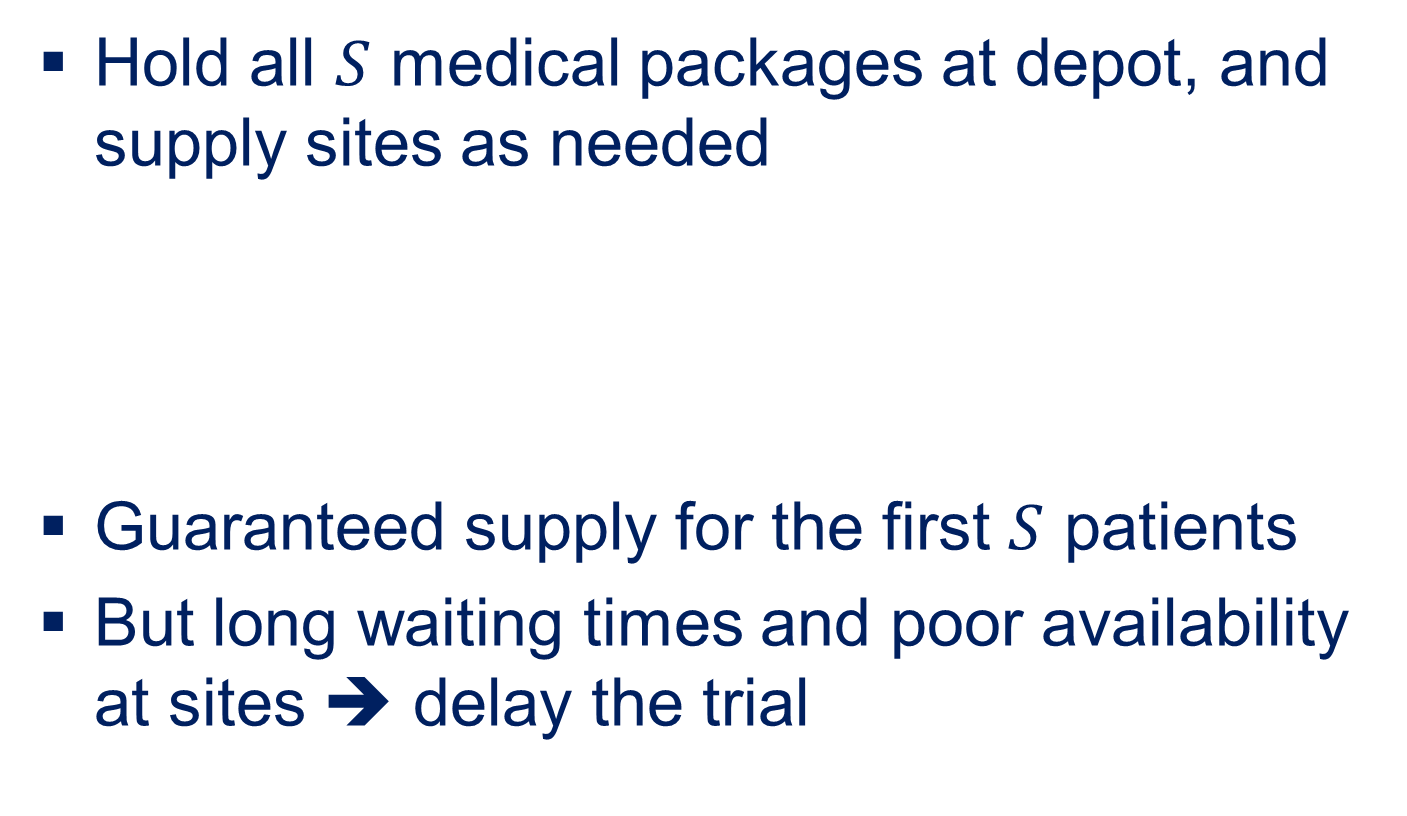 ▪ Hold all S medical packages at depot, and
supply sites as needed
▪ Guaranteed supply for the first S patients
▪ But long waiting times and poor availability
at sites ➔ delay the trial